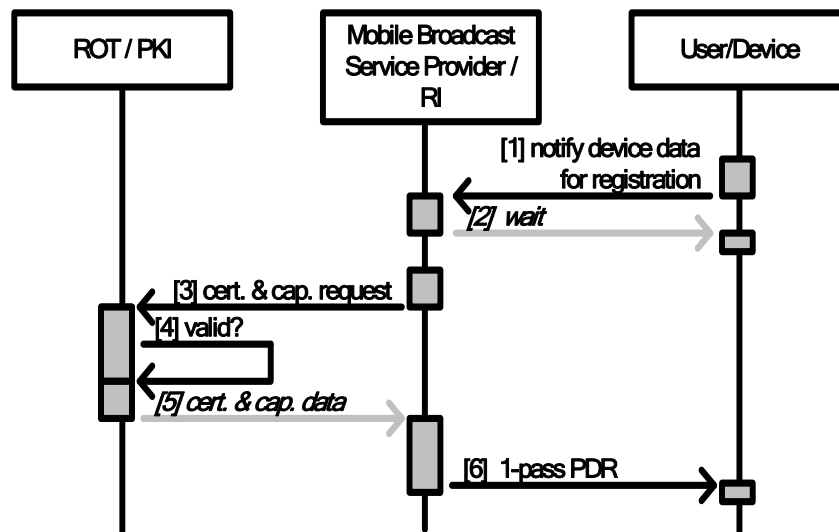 ROT / PKI
Mobile Broadcast
Service Provider /
RI
User/Device
[1] notify device data
for registration
[2] wait
[3] cert. & cap. request
[4] valid?
[5] cert. & cap. data
[6] 1-pass PDR